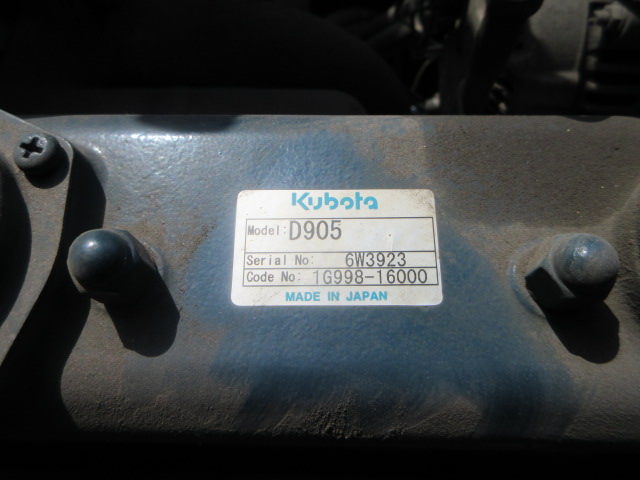 Kubota
Model: D905
Serial No: 6W3923
Code No: 1G998-16000
MADE IN JAPAN